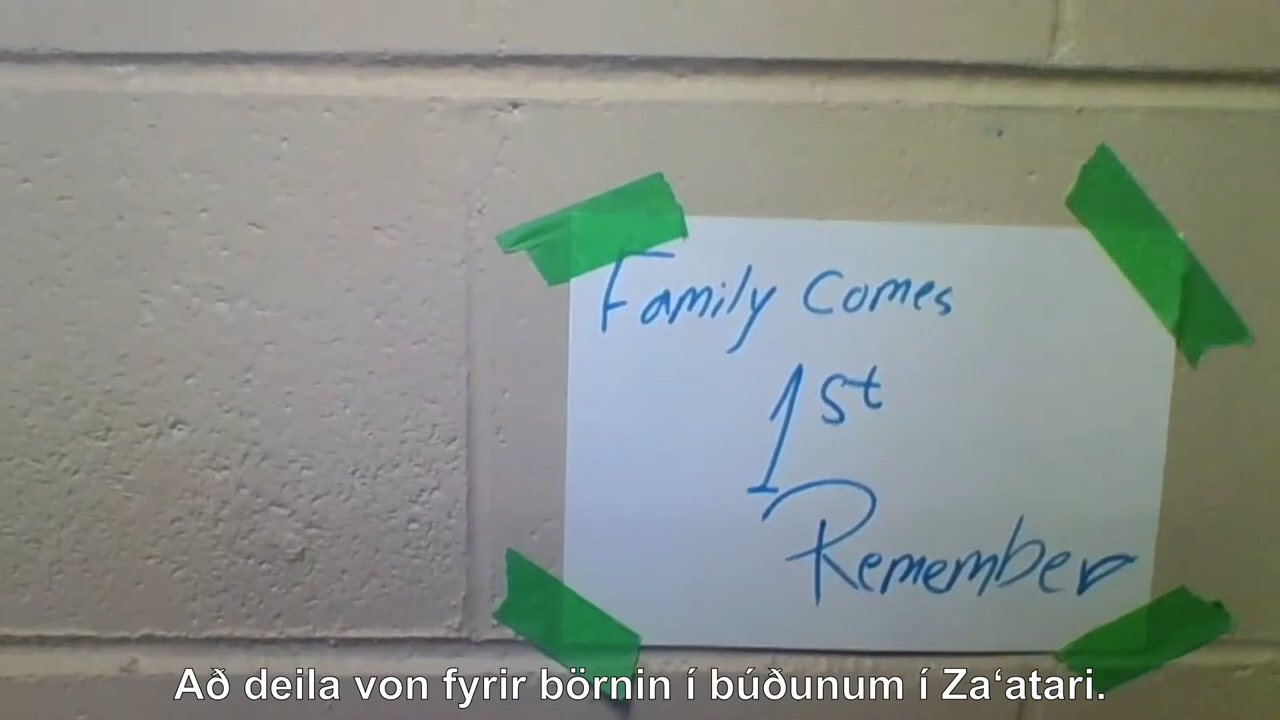 Family Comes
1st
Remember
Að deila von fyrir börnin í búðunum í Za‘atari.